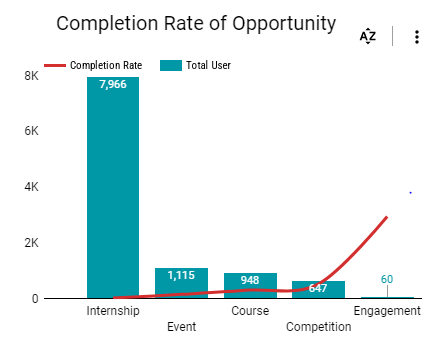 Completion Rate of Opportunity
AZ
Completion Rate
Total User
8K
6K
4K
2K
0
7,966
1,115
948
647
60
Internship
Event
Course
Competition
Engagement